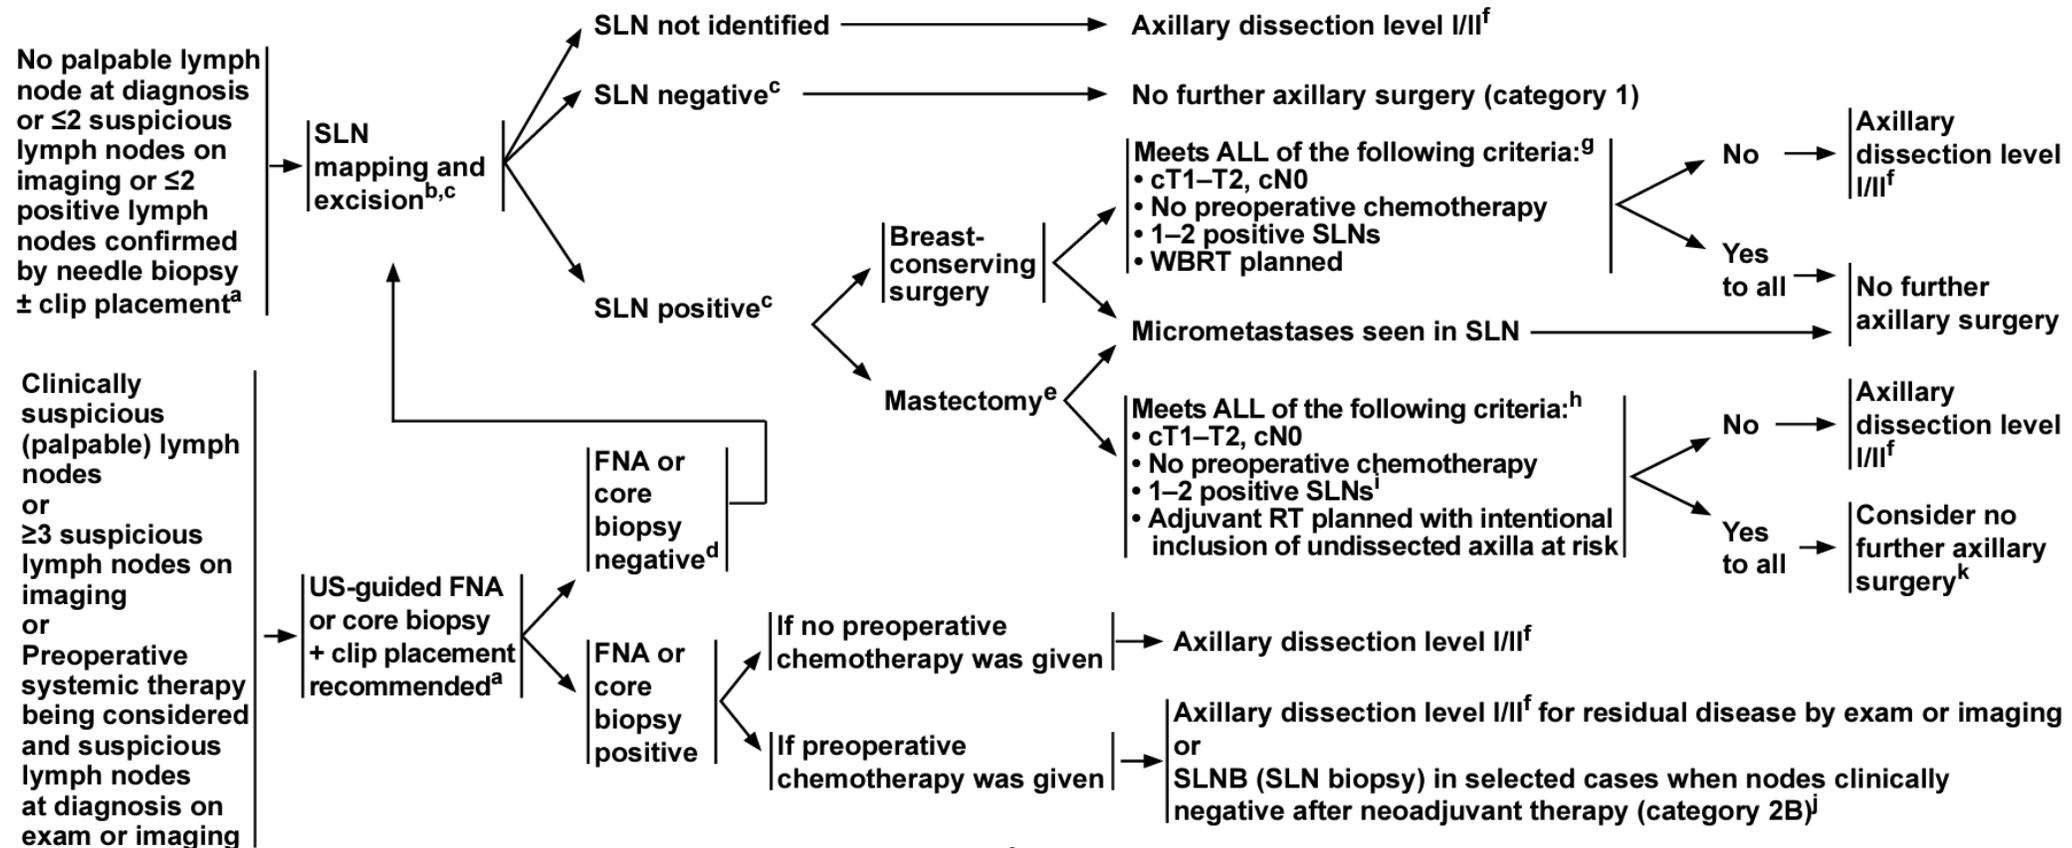 No palpable lymph
node at diagnosis
or ≤2 suspicious
lymph nodes on
imaging or ≤2
positive lymph
nodes confirmed
by needle biopsy
± clip placementᵃ
SLN
mapping and
excisionᵇ,ᶜ
SLN not identified
Axillary dissection level I/IIᶠ
SLN negativeᶜ
No further axillary surgery (category 1)
SLN positiveᶜ
Breast-
conserving
surgery
Meets ALL of the following criteria:ᵍ
• cT1–T2, cN0
• No preoperative chemotherapy
• 1–2 positive SLNs
• WBRT planned
No
Axillary
dissection level
I/IIᶠ
Yes
to all
No further
axillary surgery
Micrometastases seen in SLN
Mastectomyᵉ
Meets ALL of the following criteria:ʰ
• cT1–T2, cN0
• No preoperative chemotherapy
• 1–2 positive SLNsⁱ
• Adjuvant RT planned with intentional
inclusion of undissected axilla at risk
No
Axillary
dissection level
I/IIᶠ
Yes
to all
Consider no
further axillary
surgeryᵏ
Clinically
suspicious
(palpable) lymph
nodes
or
≥3 suspicious
lymph nodes on
imaging
or
Preoperative
systemic therapy
being considered
and suspicious
lymph nodes
at diagnosis on
exam or imaging
US-guided FNA
or core biopsy
+ clip placement
recommendedᵃ
FNA or
core
biopsy
negativeᵈ
FNA or
core
biopsy
positive
If no preoperative
chemotherapy was given
Axillary dissection level I/IIᶠ
If preoperative
chemotherapy was given
Axillary dissection level I/IIᶠ for residual disease by exam or imaging
or
SLNB (SLN biopsy) in selected cases when nodes clinically
negative after neoadjuvant therapy (category 2B)ʲ